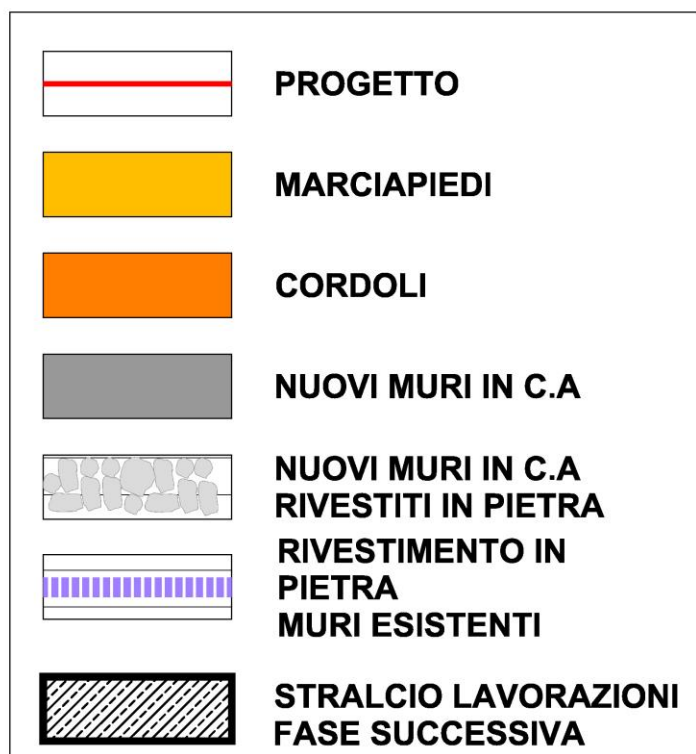 PROGETTO
MARCIAPIEDI
CORDOLI
NUOVI MURI IN C.A
NUOVI MURI IN C.A
RIVESTITI IN PIETRA
RIVESTIMENTO IN
PIETRA
MURI ESISTENTI
STRALCIO LAVORAZIONI
FASE SUCCESSIVA